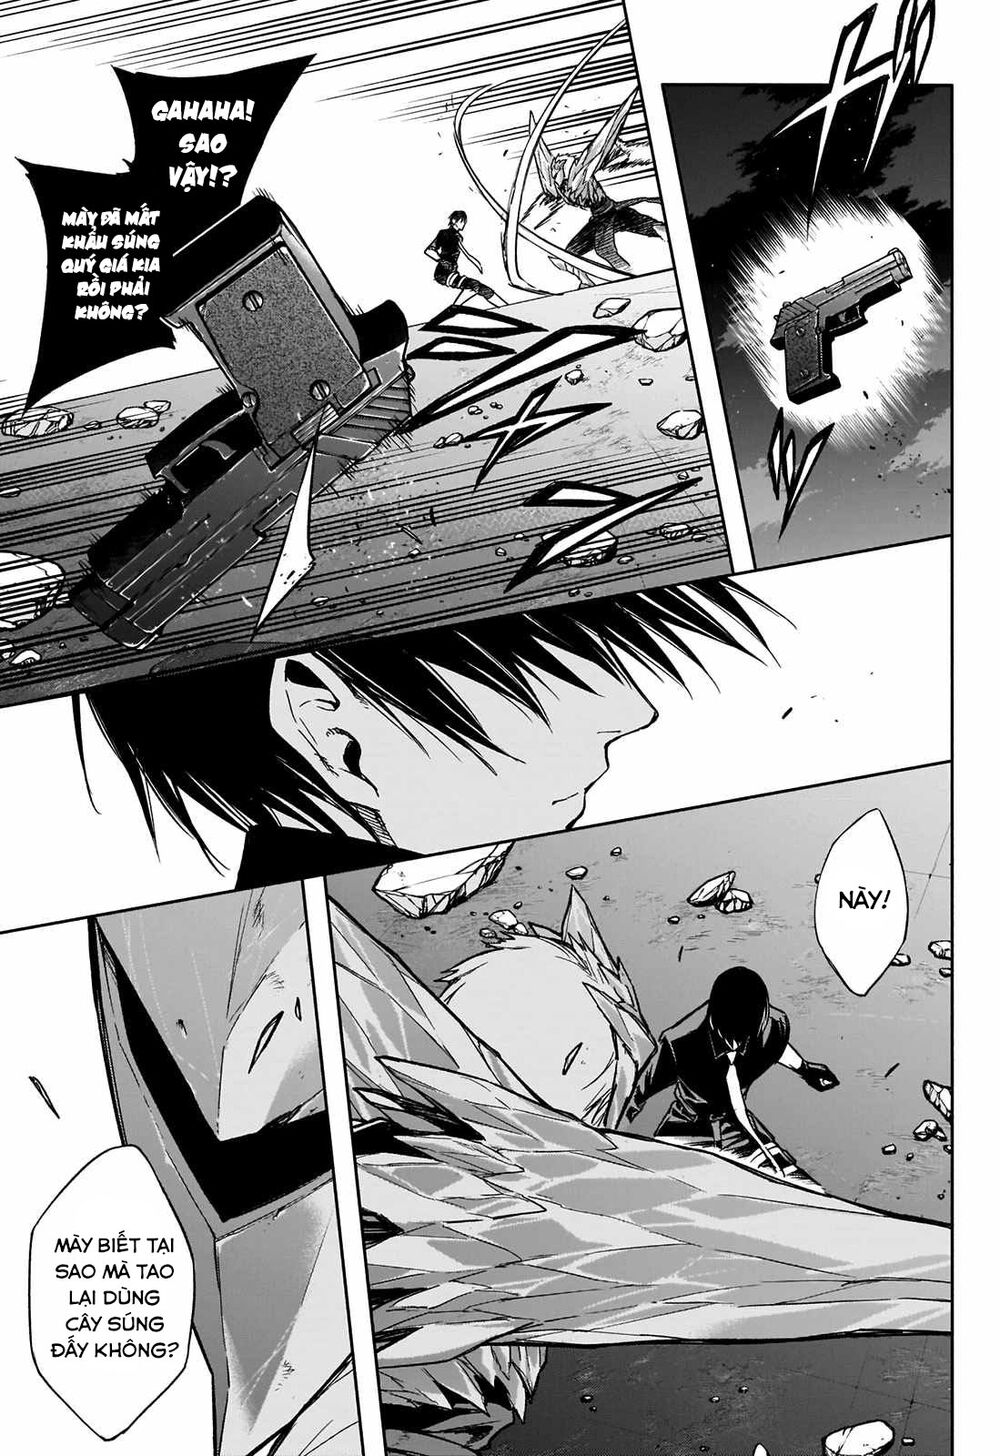 GAHAHA!
SAO
VẬY!?
MÀY ĐÃ MẤT
KHẨU SÚNG
QUÝ GIÁ KIA
RỒI PHẢI
KHÔNG?
NÀY!
MÀY BIẾT TẠI
SAO MÀ TAO
LẠI DÙNG
CÂY SÚNG
ĐẤY KHÔNG?